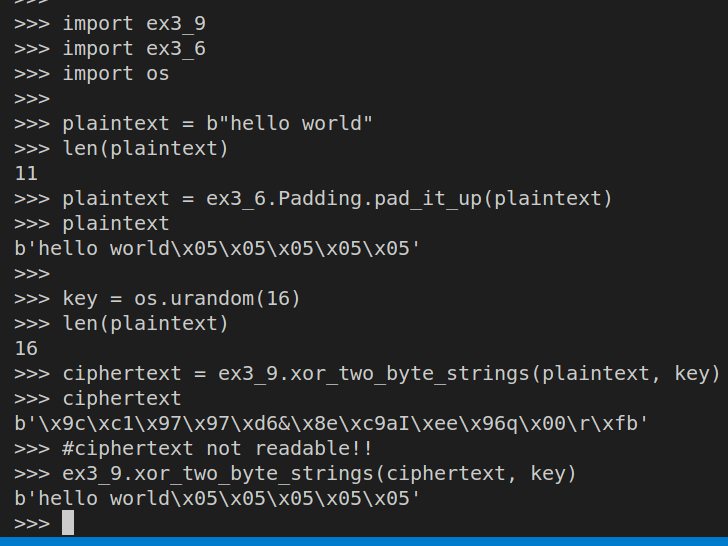 >>>
>>> import ex3_9
>>> import ex3_6
>>> import os
>>>
>>> plaintext = b"hello world"
>>> len(plaintext)
11
>>> plaintext = ex3_6.Padding.pad_it_up(plaintext)
>>> plaintext
b'hello world\x05\x05\x05\x05\x05'
>>>
>>> key = os.urandom(16)
>>> len(plaintext)
16
>>> ciphertext = ex3_9.xor_two_byte_strings(plaintext, key)
>>> ciphertext
b'\x9c\xc1\x97\x97\xd6&\x8e\xc9aI\xee\x96q\x00\r\xfb'
>>> #ciphertext not readable!!
>>> ex3_9.xor_two_byte_strings(ciphertext, key)
b'hello world\x05\x05\x05\x05\x05'
>>>